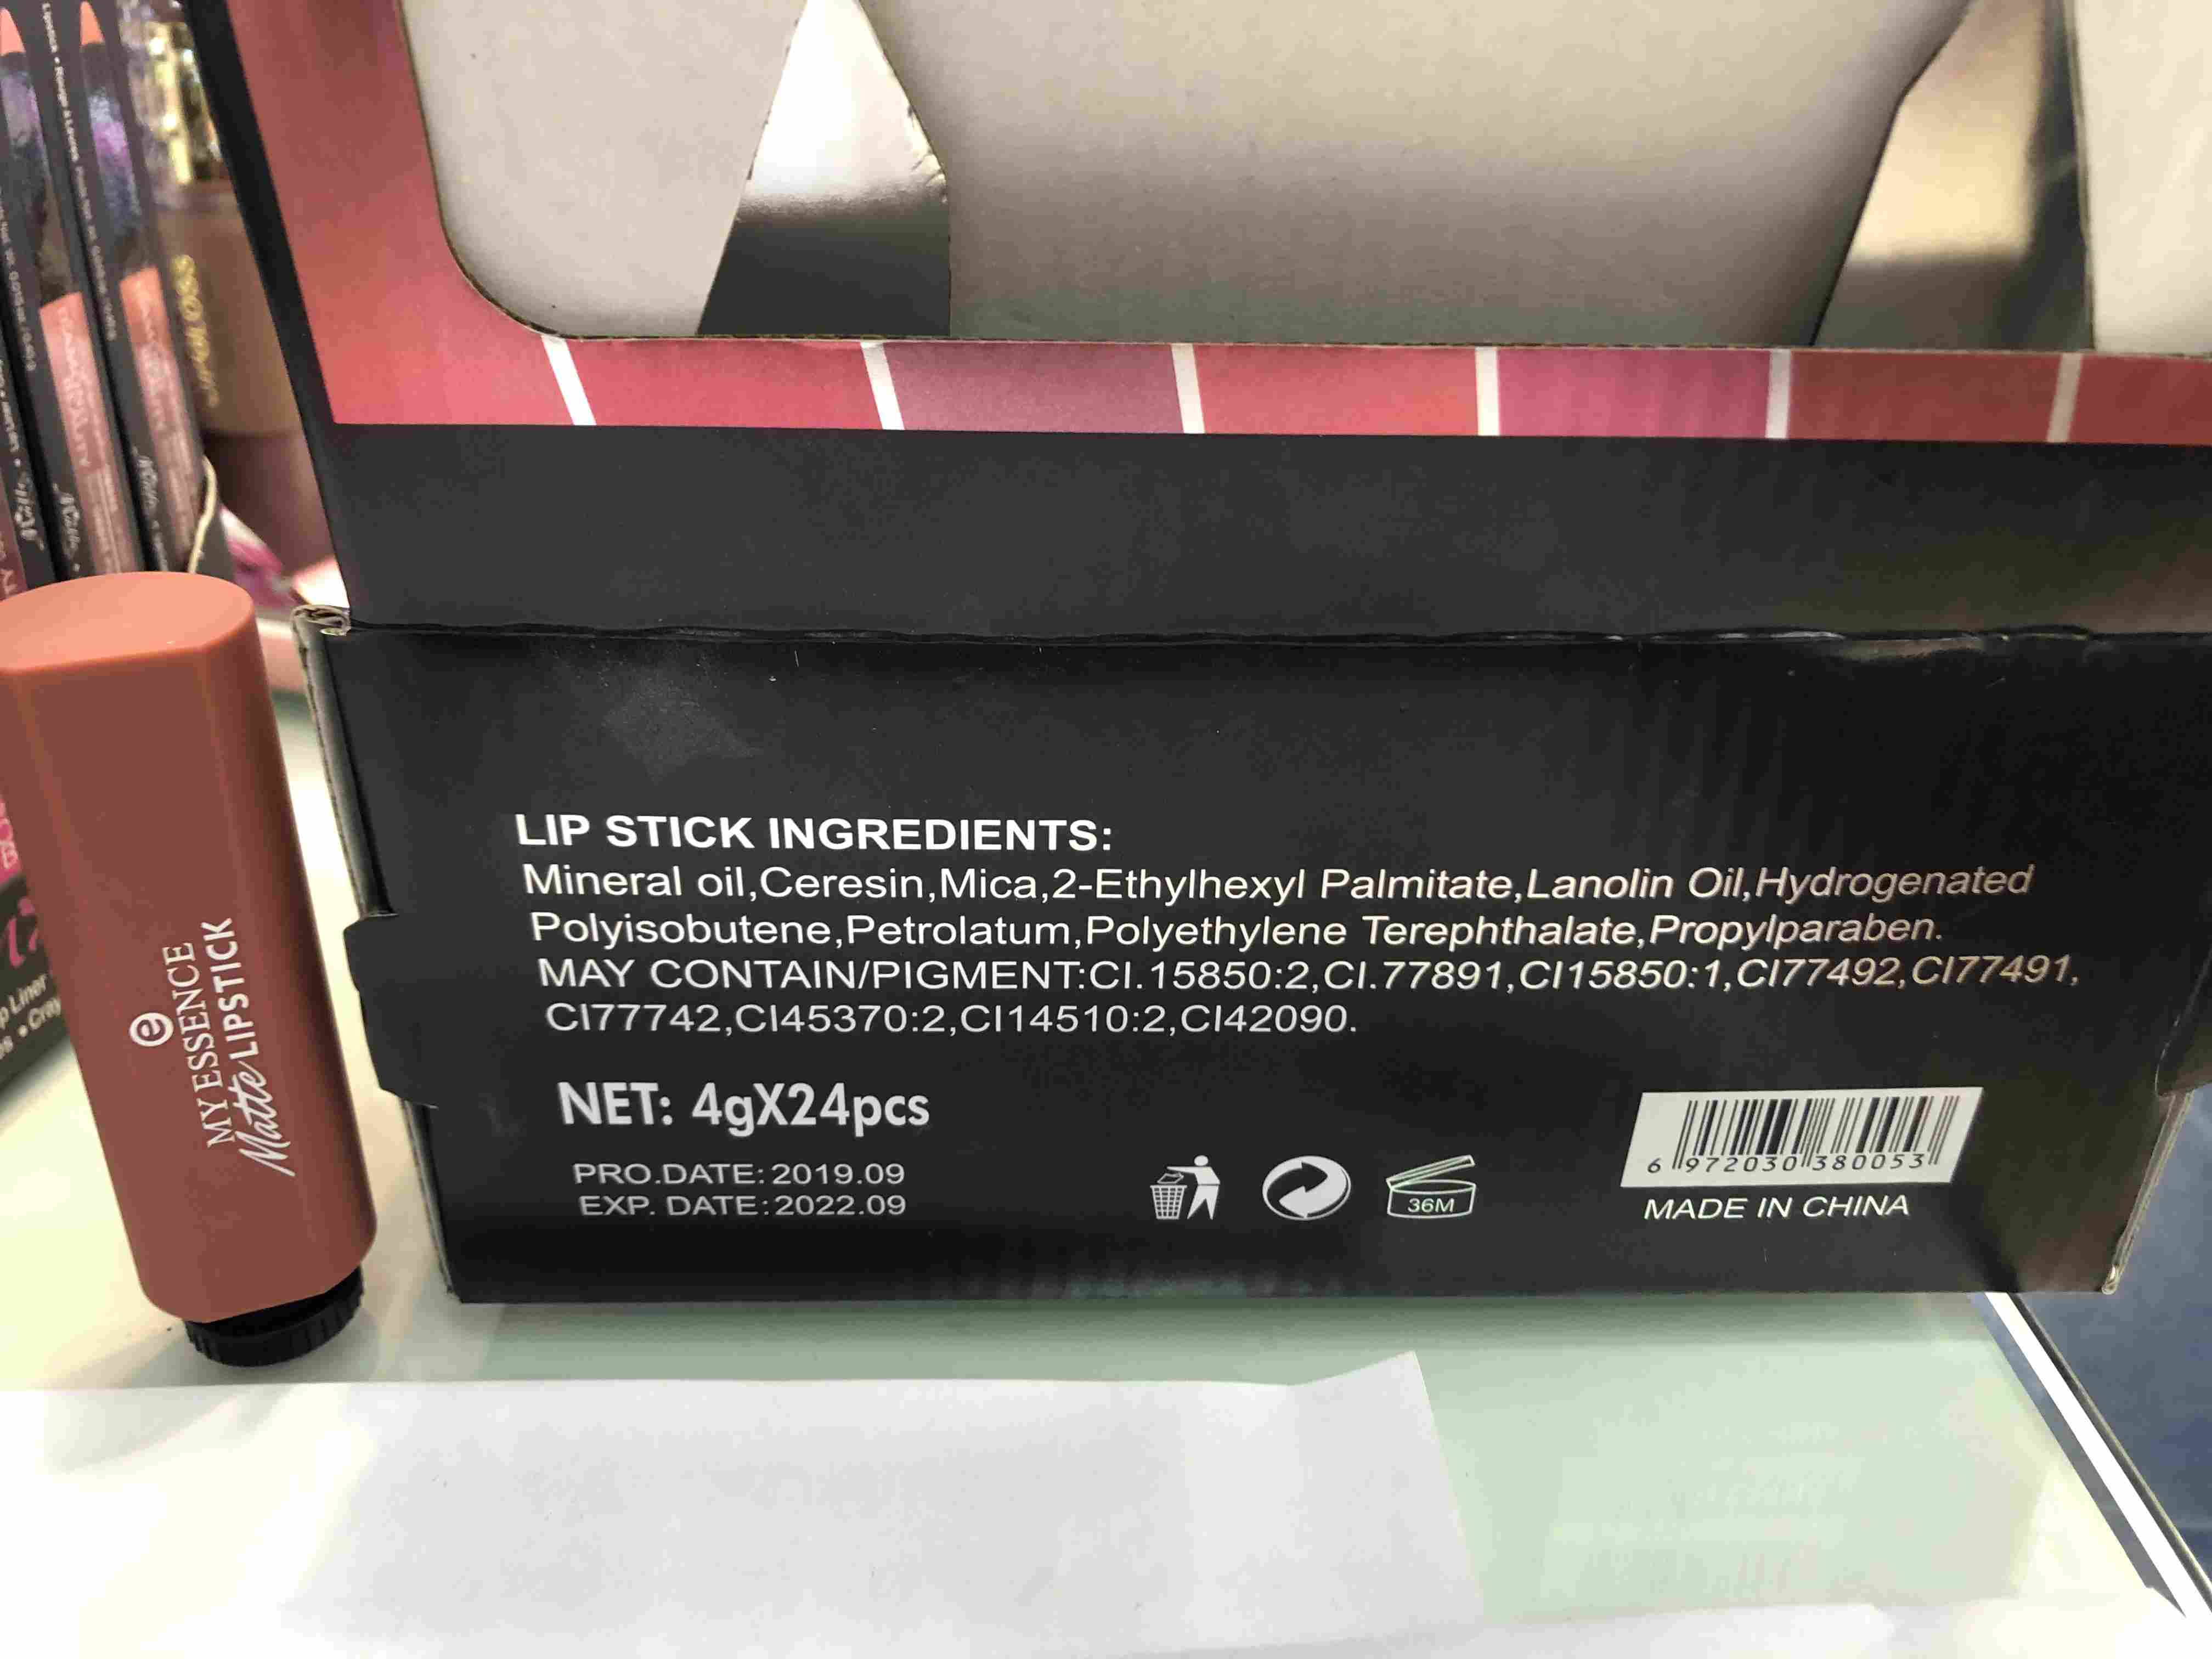 LIP STICK INGREDIENTS:
Mineral oil,Ceresin,Mica,2-Ethylhexyl Palmitate,Lanolin Oil,Hydrogenated
Polyisobutene,Petrolatum,Polyethylene Terephthalate,Propylparaben.
MAY CONTAIN/PIGMENT:CI.15850:2,CI.77891,CI15850:1,CI77492,CI77491,
CI77742,CI45370:2,CI14510:2,CI42090.
NET: 4gX24pcs
PRO.DATE:2019.09
EXP. DATE:2022.09
36M
6 972030 380053
MADE IN CHINA
e
MY ESSENCE
Matte LIPSTICK
Liner